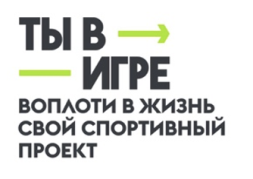 ТЫ В
ИГРЕ
ВОПЛОТИ В ЖИЗНЬ
СВОЙ СПОРТИВНЫЙ
ПРОЕКТ